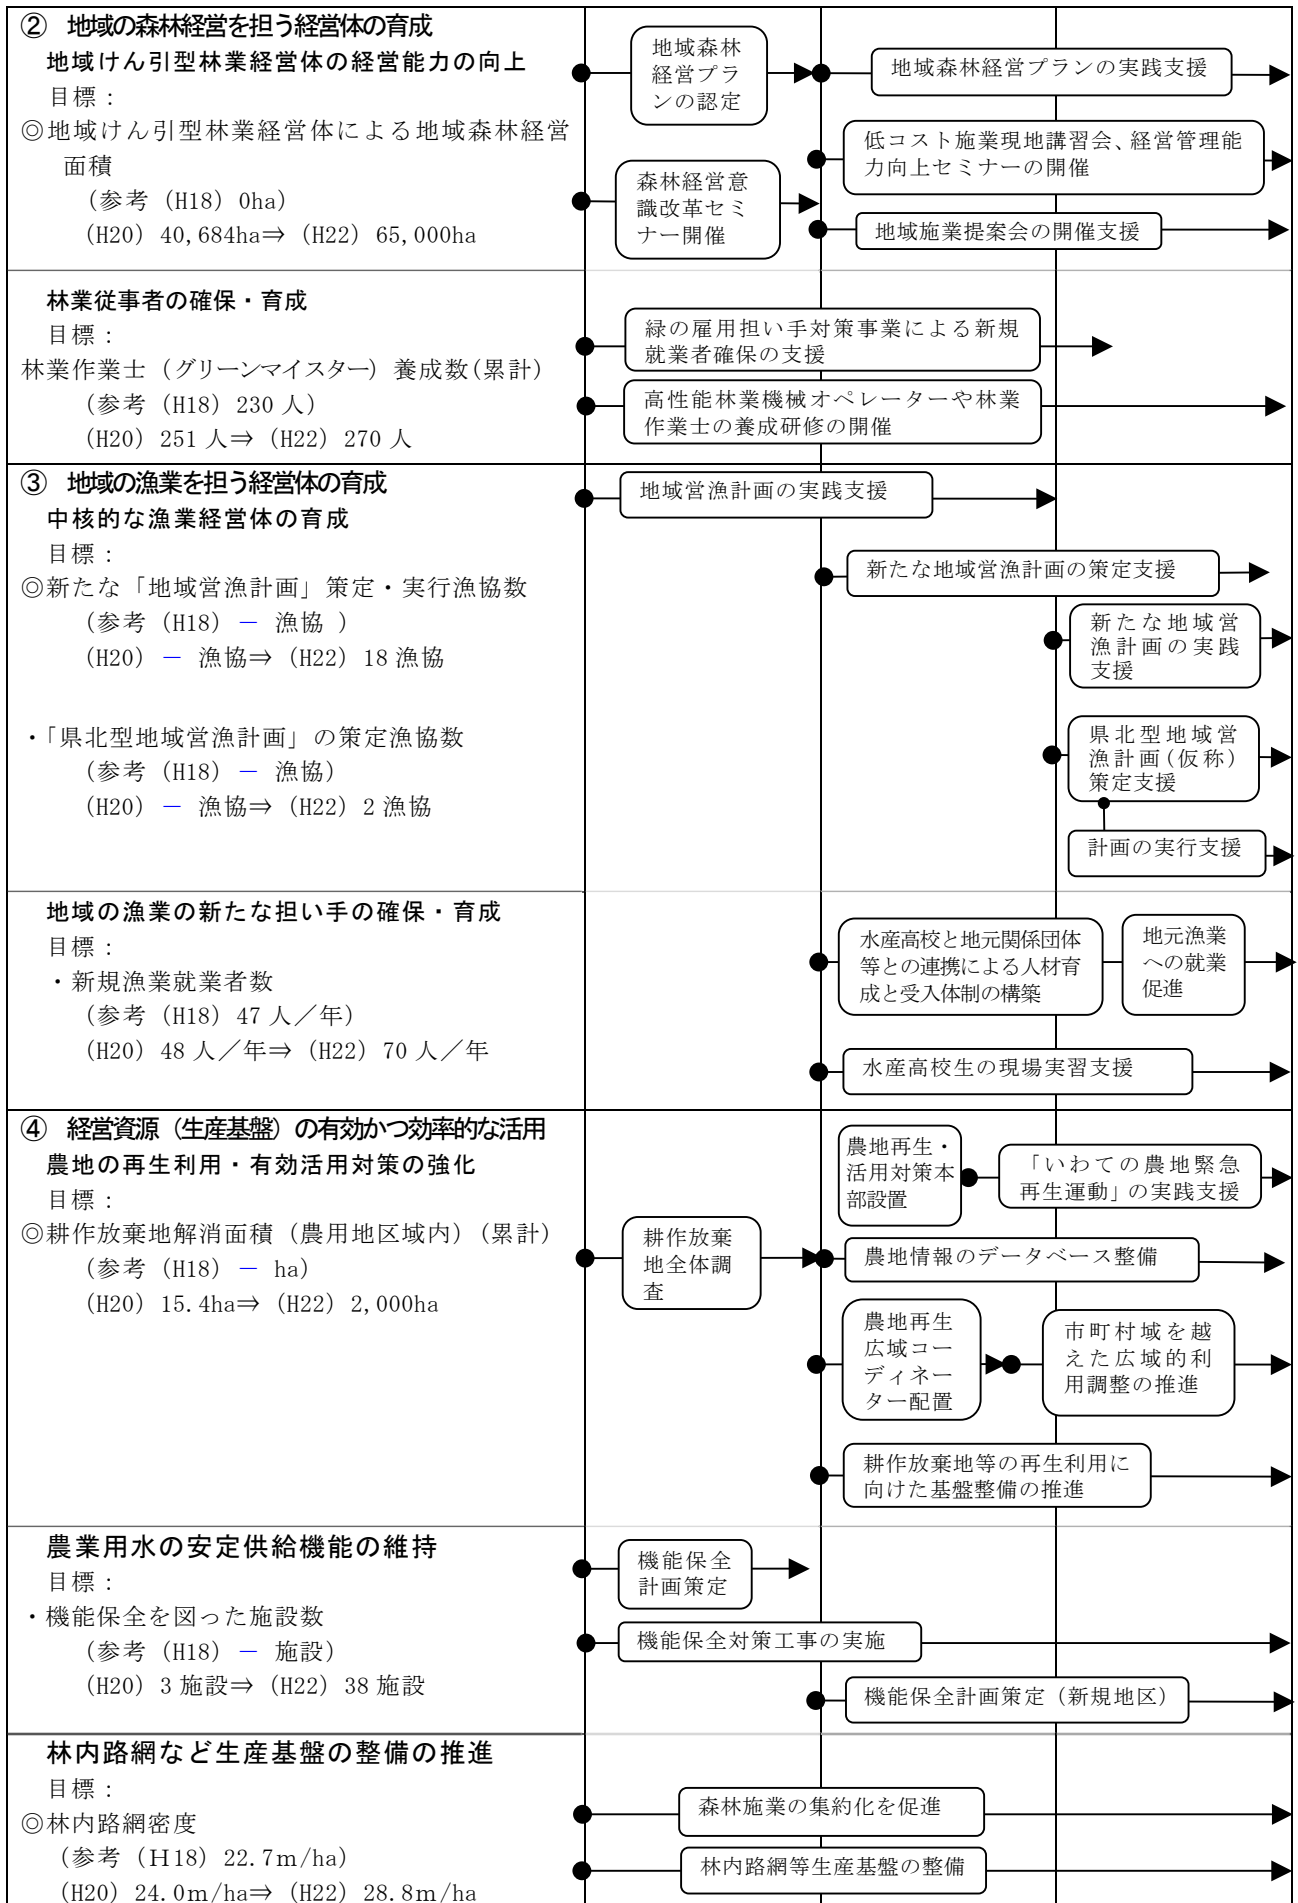 ② 地域の森林経営を担う経営体の育成
地域けん引型林業経営体の経営能力の向上
目標：
◎地域けん引型林業経営体による地域森林経営
面積
（参考（H18）0ha）
（H20）40,684ha⇒（H22）65,000ha
地域森林
経営プラ
ンの認定
地域森林経営プランの実践支援
低コスト施業現地講習会、経営管理能
力向上セミナーの開催
森林経営意
識改革セミ
ナー開催
地域施業提案会の開催支援
林業従事者の確保・育成
目標：
林業作業士（グリーンマイスター）養成数(累計)
（参考（H18）230 人）
（H20）251 人⇒（H22）270 人
緑の雇用担い手対策事業による新規
就業者確保の支援
高性能林業機械オペレーターや林業
作業士の養成研修の開催
③ 地域の漁業を担う経営体の育成
中核的な漁業経営体の育成
目標：
◎新たな「地域営漁計画」策定・実行漁協数
（参考（H18）－ 漁協 ）
（H20）－ 漁協⇒（H22）18 漁協
・「県北型地域営漁計画」の策定漁協数
（参考（H18）－ 漁協）
（H20）－ 漁協⇒（H22）2 漁協
地域営漁計画の実践支援
新たな地域営漁計画の策定支援
新たな地域営
漁計画の実践
支援
県北型地域営
漁計画(仮称)
策定支援
計画の実行支援
地域の漁業の新たな担い手の確保・育成
目標：
・新規漁業就業者数
（参考（H18）47 人／年）
（H20）48 人／年⇒（H22）70 人／年
水産高校と地元関係団体
等との連携による人材育
成と受入体制の構築
地元漁業
への就業
促進
水産高校生の現場実習支援
④ 経営資源（生産基盤）の有効かつ効率的な活用
農地の再生利用・有効活用対策の強化
目標：
◎耕作放棄地解消面積（農用地区域内）(累計)
（参考（H18）－ ha）
（H20）15.4ha⇒（H22）2,000ha
農地再生・
活用対策本
部設置
「いわての農地緊急
再生運動」の実践支援
耕作放棄
地全体調
査
農地情報のデータベース整備
農地再生
広域コー
ディネー
ター配置
市町村域を越
えた広域的利
用調整の推進
耕作放棄地等の再生利用に
向けた基盤整備の推進
農業用水の安定供給機能の維持
目標：
・機能保全を図った施設数
（参考（H18）－ 施設）
（H20）3 施設⇒（H22）38 施設
機能保全
計画策定
機能保全対策工事の実施
機能保全計画策定（新規地区）
林内路網など生産基盤の整備の推進
目標：
◎林内路網密度
（参考（Ｈ18）22.7ｍ/ha）
（H20）24.0ｍ/ha⇒（H22）28.8ｍ/ha
森林施業の集約化を促進
林内路網等生産基盤の整備